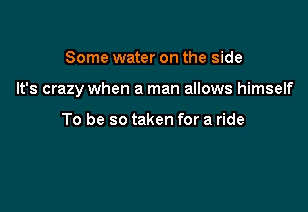 Some water on the side
It's crazy when a man allows himself
To be so taken for a ride